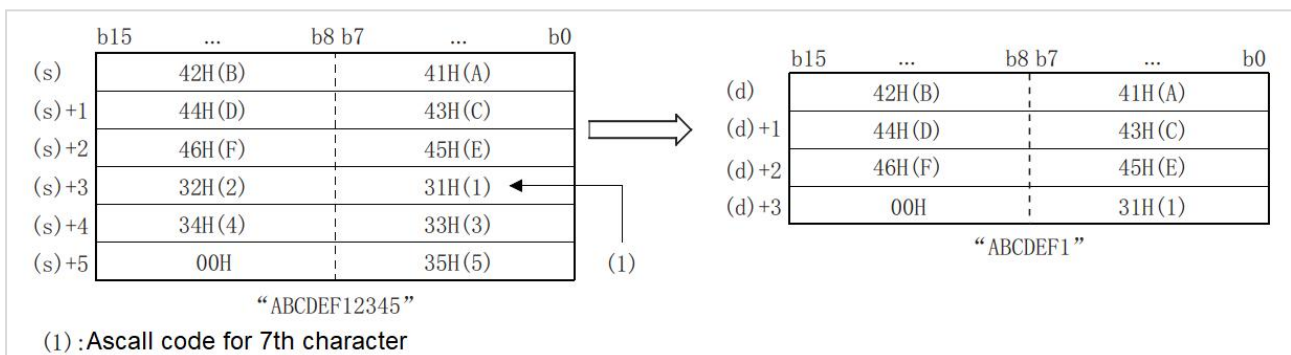 b15 ... b8 b7 ... b0
(s) 42H(B) 41H(A)
(s)+1 44H(D) 43H(C)
(s)+2 46H(F) 45H(E)
(s)+3 32H(2) 31H(1)
(s)+4 34H(4) 33H(3)
(s)+5 00H 35H(5) (1)
“ABCDEF12345”
b15 ... b8 b7 ... b0
(d) 42H(B) 41H(A)
(d)+1 44H(D) 43H(C)
(d)+2 46H(F) 45H(E)
(d)+3 00H 31H(1)
“ABCDEF1”
(1):Ascall code for 7th character